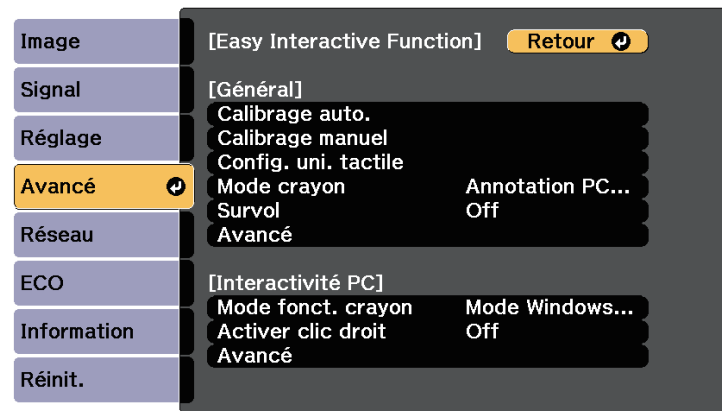 Image
Signal
Réglage
Avancé
Réseau
ECO
Information
Réinit.
[Easy Interactive Function] Retour
[Général]
Calibrage auto.
Calibrage manuel
Config. uni. tactile
Mode crayon Annotation PC...
Survol Off
Avancé
[Interactivité PC]
Mode fonct. crayon Mode Windows...
Activer clic droit Off
Avancé